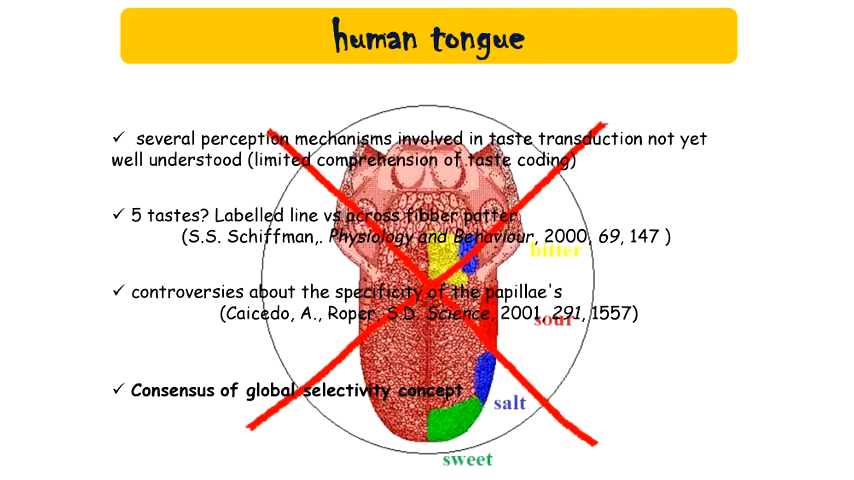 human tongue
✓ several perception mechanisms involved in taste transduction not yet
well understood (limited comprehension of taste coding)
✓ 5 tastes? Labelled line vs across fibber patter
(S.S. Schiffman,. Physiology and Behaviour, 2000, 69, 147 )
bitter
✓ controversies about the specificity of the papillae's
(Caicedo, A., Roper, S.D. Science, 2001, 291, 1557)
sour
✓ Consensus of global selectivity concept
salt
sweet